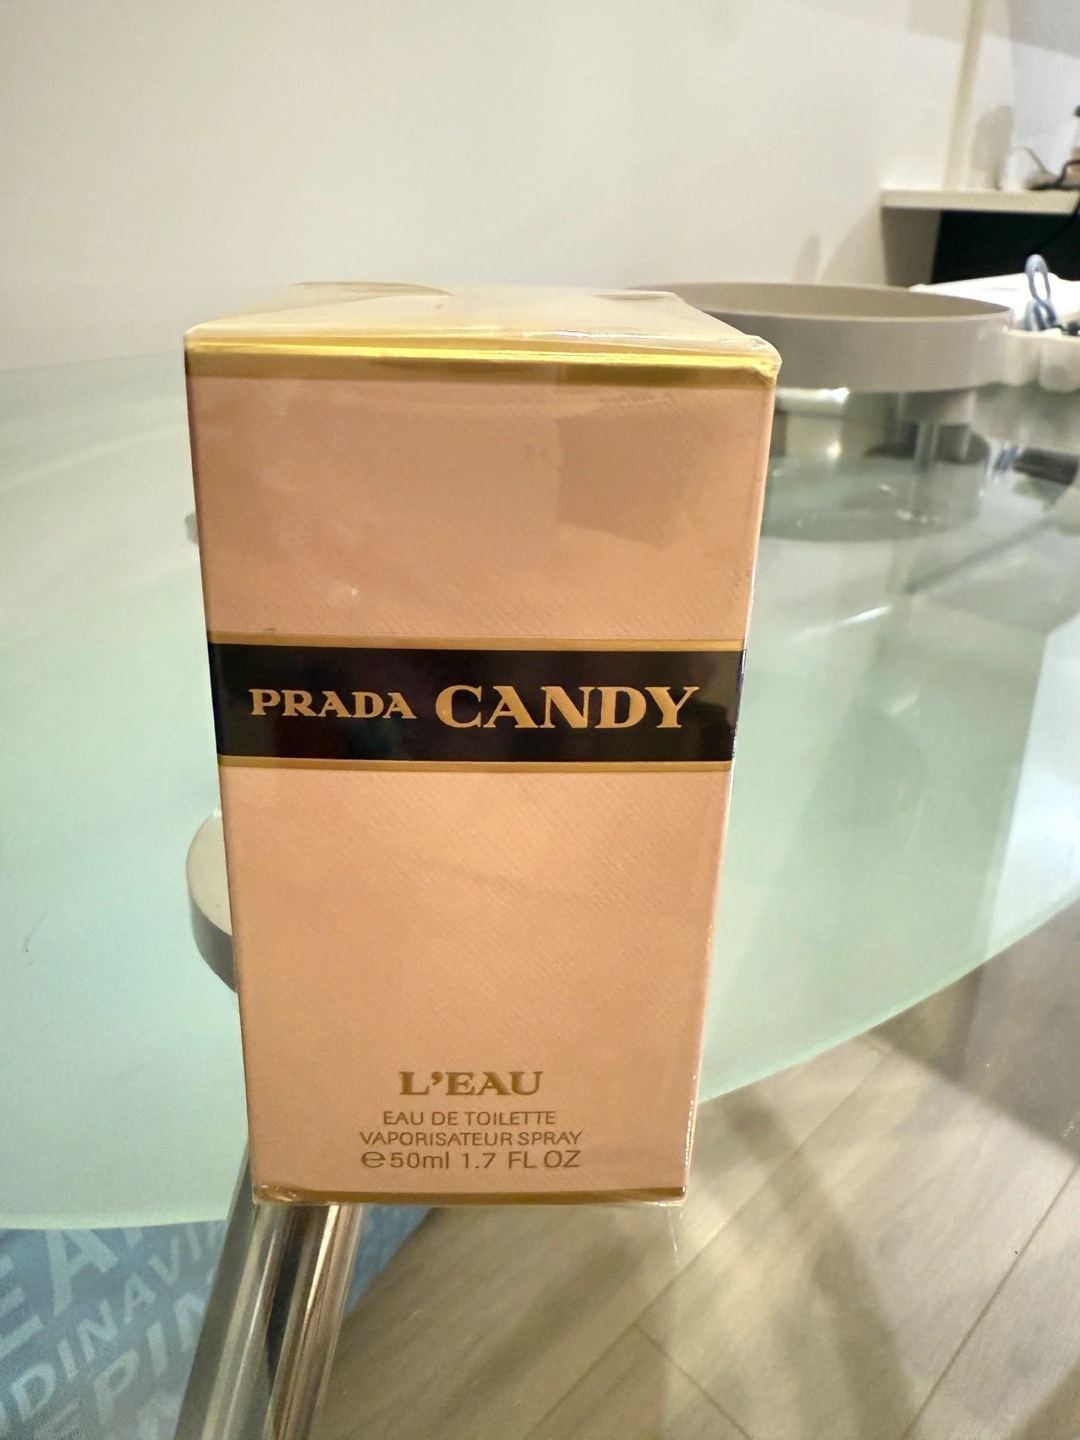 PRADA CANDY
L'EAU
EAU DE TOILETTE
VAPORISATEUR SPRAY
℮50ml 1.7 FL OZ